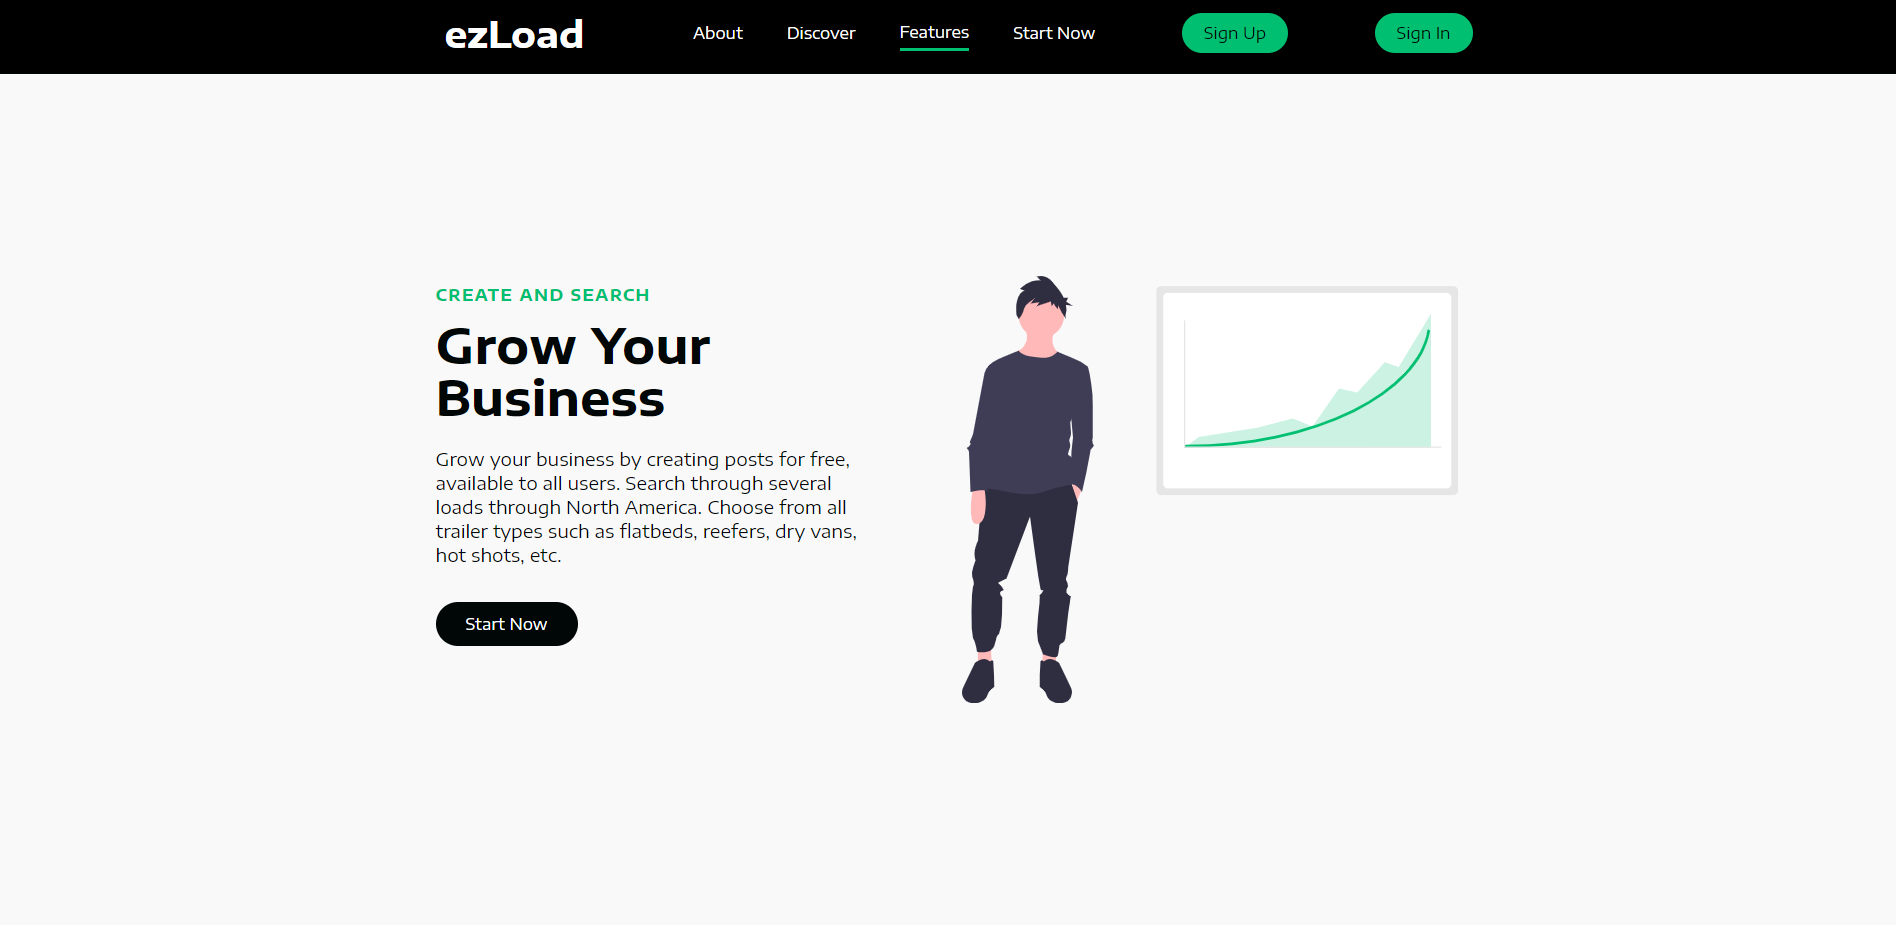 ezLoad
About
Discover
Features
Start Now
Sign Up
Sign In
CREATE AND SEARCH
Grow Your
Business
Grow your business by creating posts for free,
available to all users. Search through several
loads through North America. Choose from all
trailer types such as flatbeds, reefers, dry vans,
hot shots, etc.
Start Now